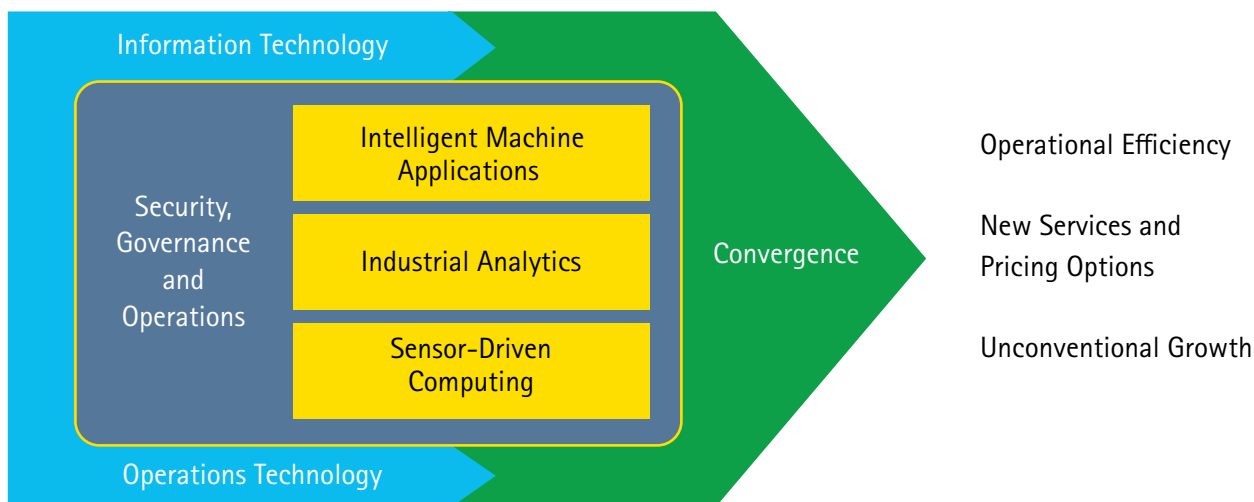 Information Technology
Security,
Governance
and
Operations
Intelligent Machine
Applications
Industrial Analytics
Sensor-Driven
Computing
Operations Technology
Convergence
Operational Efficiency
New Services and
Pricing Options
Unconventional Growth